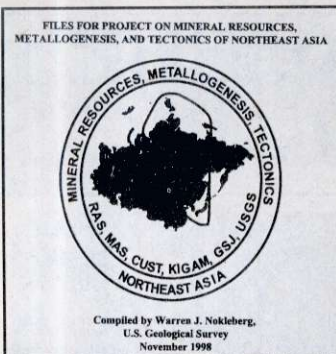 FILES FOR PROJECT ON MINERAL RESOURCES,
METALLOGENESIS, AND TECTONICS OF NORTHEAST ASIA
MINERAL RESOURCES, METALLOGENESIS, TECTONICS
RAS, MAS, CUST, KIGAM, GSJ, USGS
NORTHEAST ASIA
Compiled by Warren J. Nokleberg,
U.S. Geological Survey
November 1998